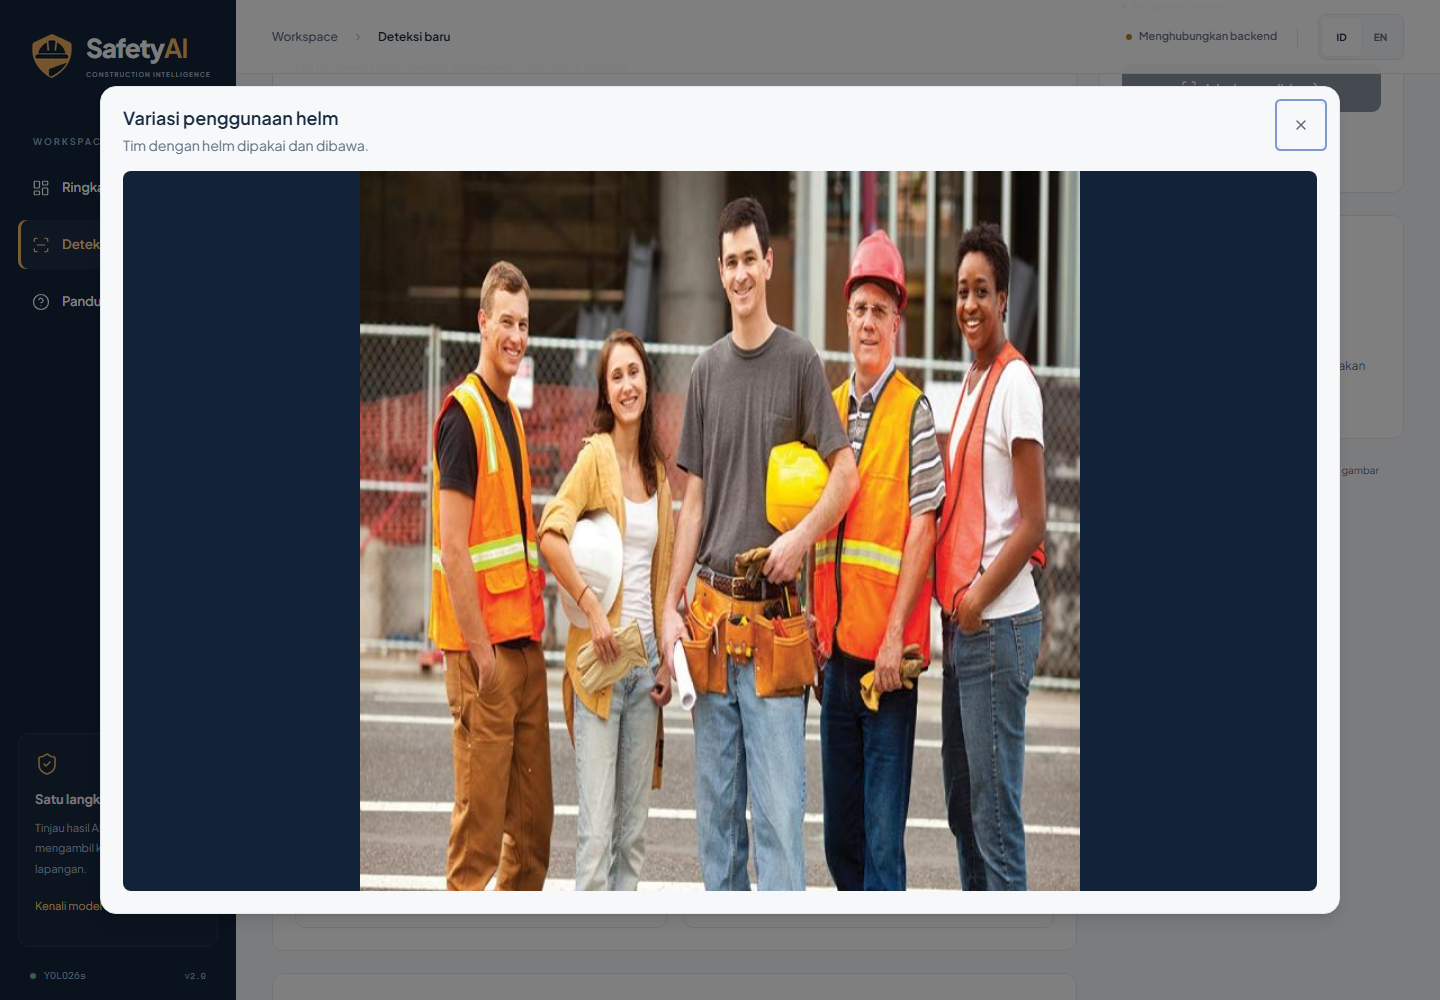 SafetyAI
CONSTRUCTION INTELLIGENCE
Workspace
Deteksi baru
Menghubungkan backend
ID
EN
Variasi penggunaan helm
Tim dengan helm dipakai dan dibawa.
WORKSPAC
Ringka
Detek
Pandu
akan
gambar
Satu langk
Tinjau hasil A
mengambil k
lapangan.
Kenali model
YOLO26s
v2.0